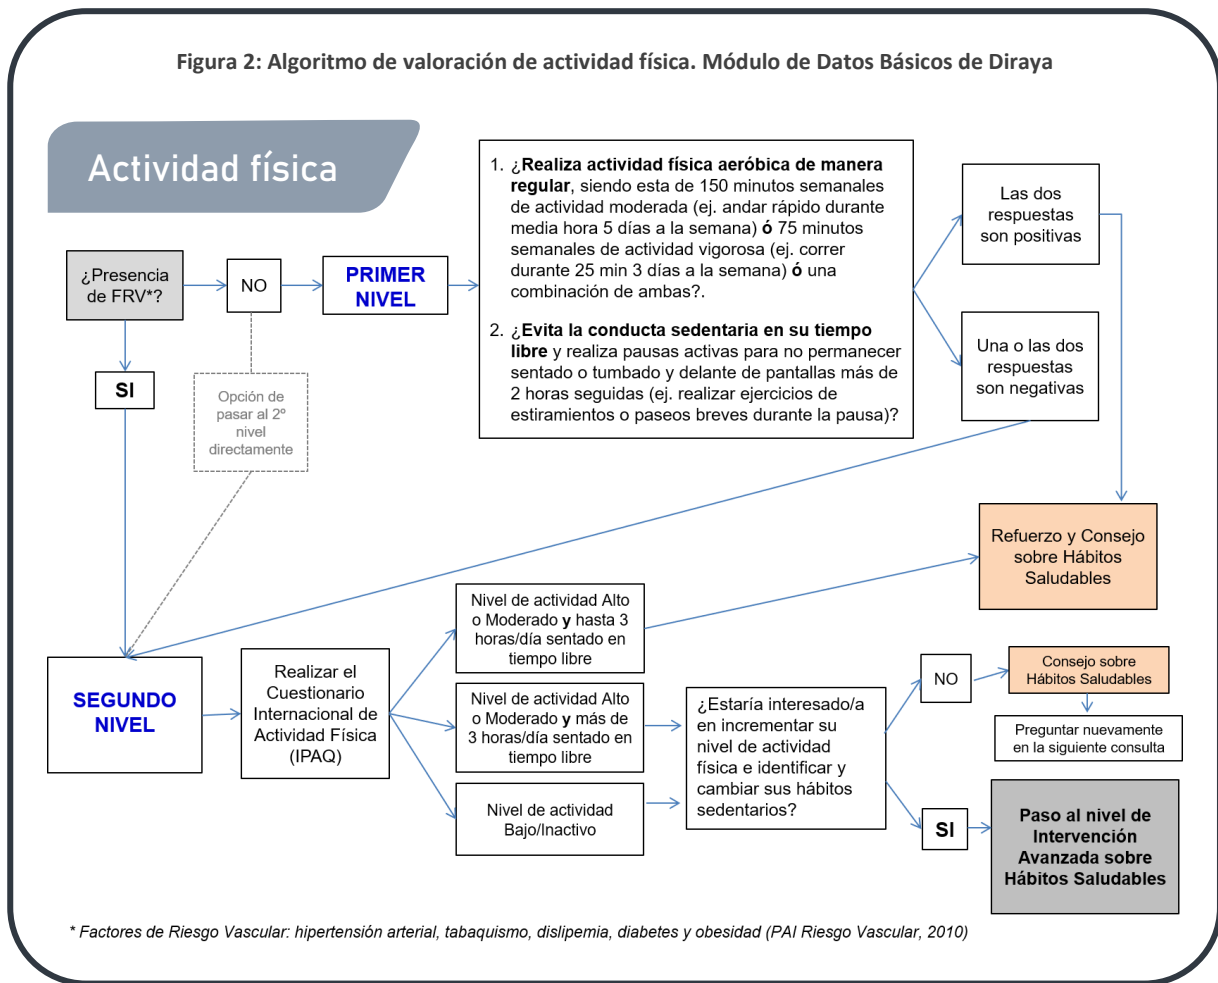 Figura 2: Algoritmo de valoración de actividad física. Módulo de Datos Básicos de Diraya
Actividad física
¿Presencia
de FRV*?
NO
PRIMER
NIVEL
SI
Opción de
pasar al 2º
nivel
directamente
1. ¿Realiza actividad física aeróbica de manera
regular, siendo esta de 150 minutos semanales
de actividad moderada (ej. andar rápido durante
media hora 5 días a la semana) ó 75 minutos
semanales de actividad vigorosa (ej. correr
durante 25 min 3 días a la semana) ó una
combinación de ambas?.
2. ¿Evita la conducta sedentaria en su tiempo
libre y realiza pausas activas para no permanecer
sentado o tumbado y delante de pantallas más de
2 horas seguidas (ej. realizar ejercicios de
estiramientos o paseos breves durante la pausa)?
Las dos
respuestas
son positivas
Una o las dos
respuestas
son negativas
Refuerzo y Consejo
sobre Hábitos
Saludables
SEGUNDO
NIVEL
Realizar el
Cuestionario
Internacional de
Actividad Física
(IPAQ)
Nivel de actividad Alto
o Moderado y hasta 3
horas/día sentado en
tiempo libre
Nivel de actividad Alto
o Moderado y más de
3 horas/día sentado en
tiempo libre
Nivel de actividad
Bajo/Inactivo
¿Estaría interesado/a
en incrementar su
nivel de actividad
física e identificar y
cambiar sus hábitos
sedentarios?
NO
Consejo sobre
Hábitos Saludables
Preguntar nuevamente
en la siguiente consulta
SI
Paso al nivel de
Intervención
Avanzada sobre
Hábitos Saludables
* Factores de Riesgo Vascular: hipertensión arterial, tabaquismo, dislipemia, diabetes y obesidad (PAI Riesgo Vascular, 2010)